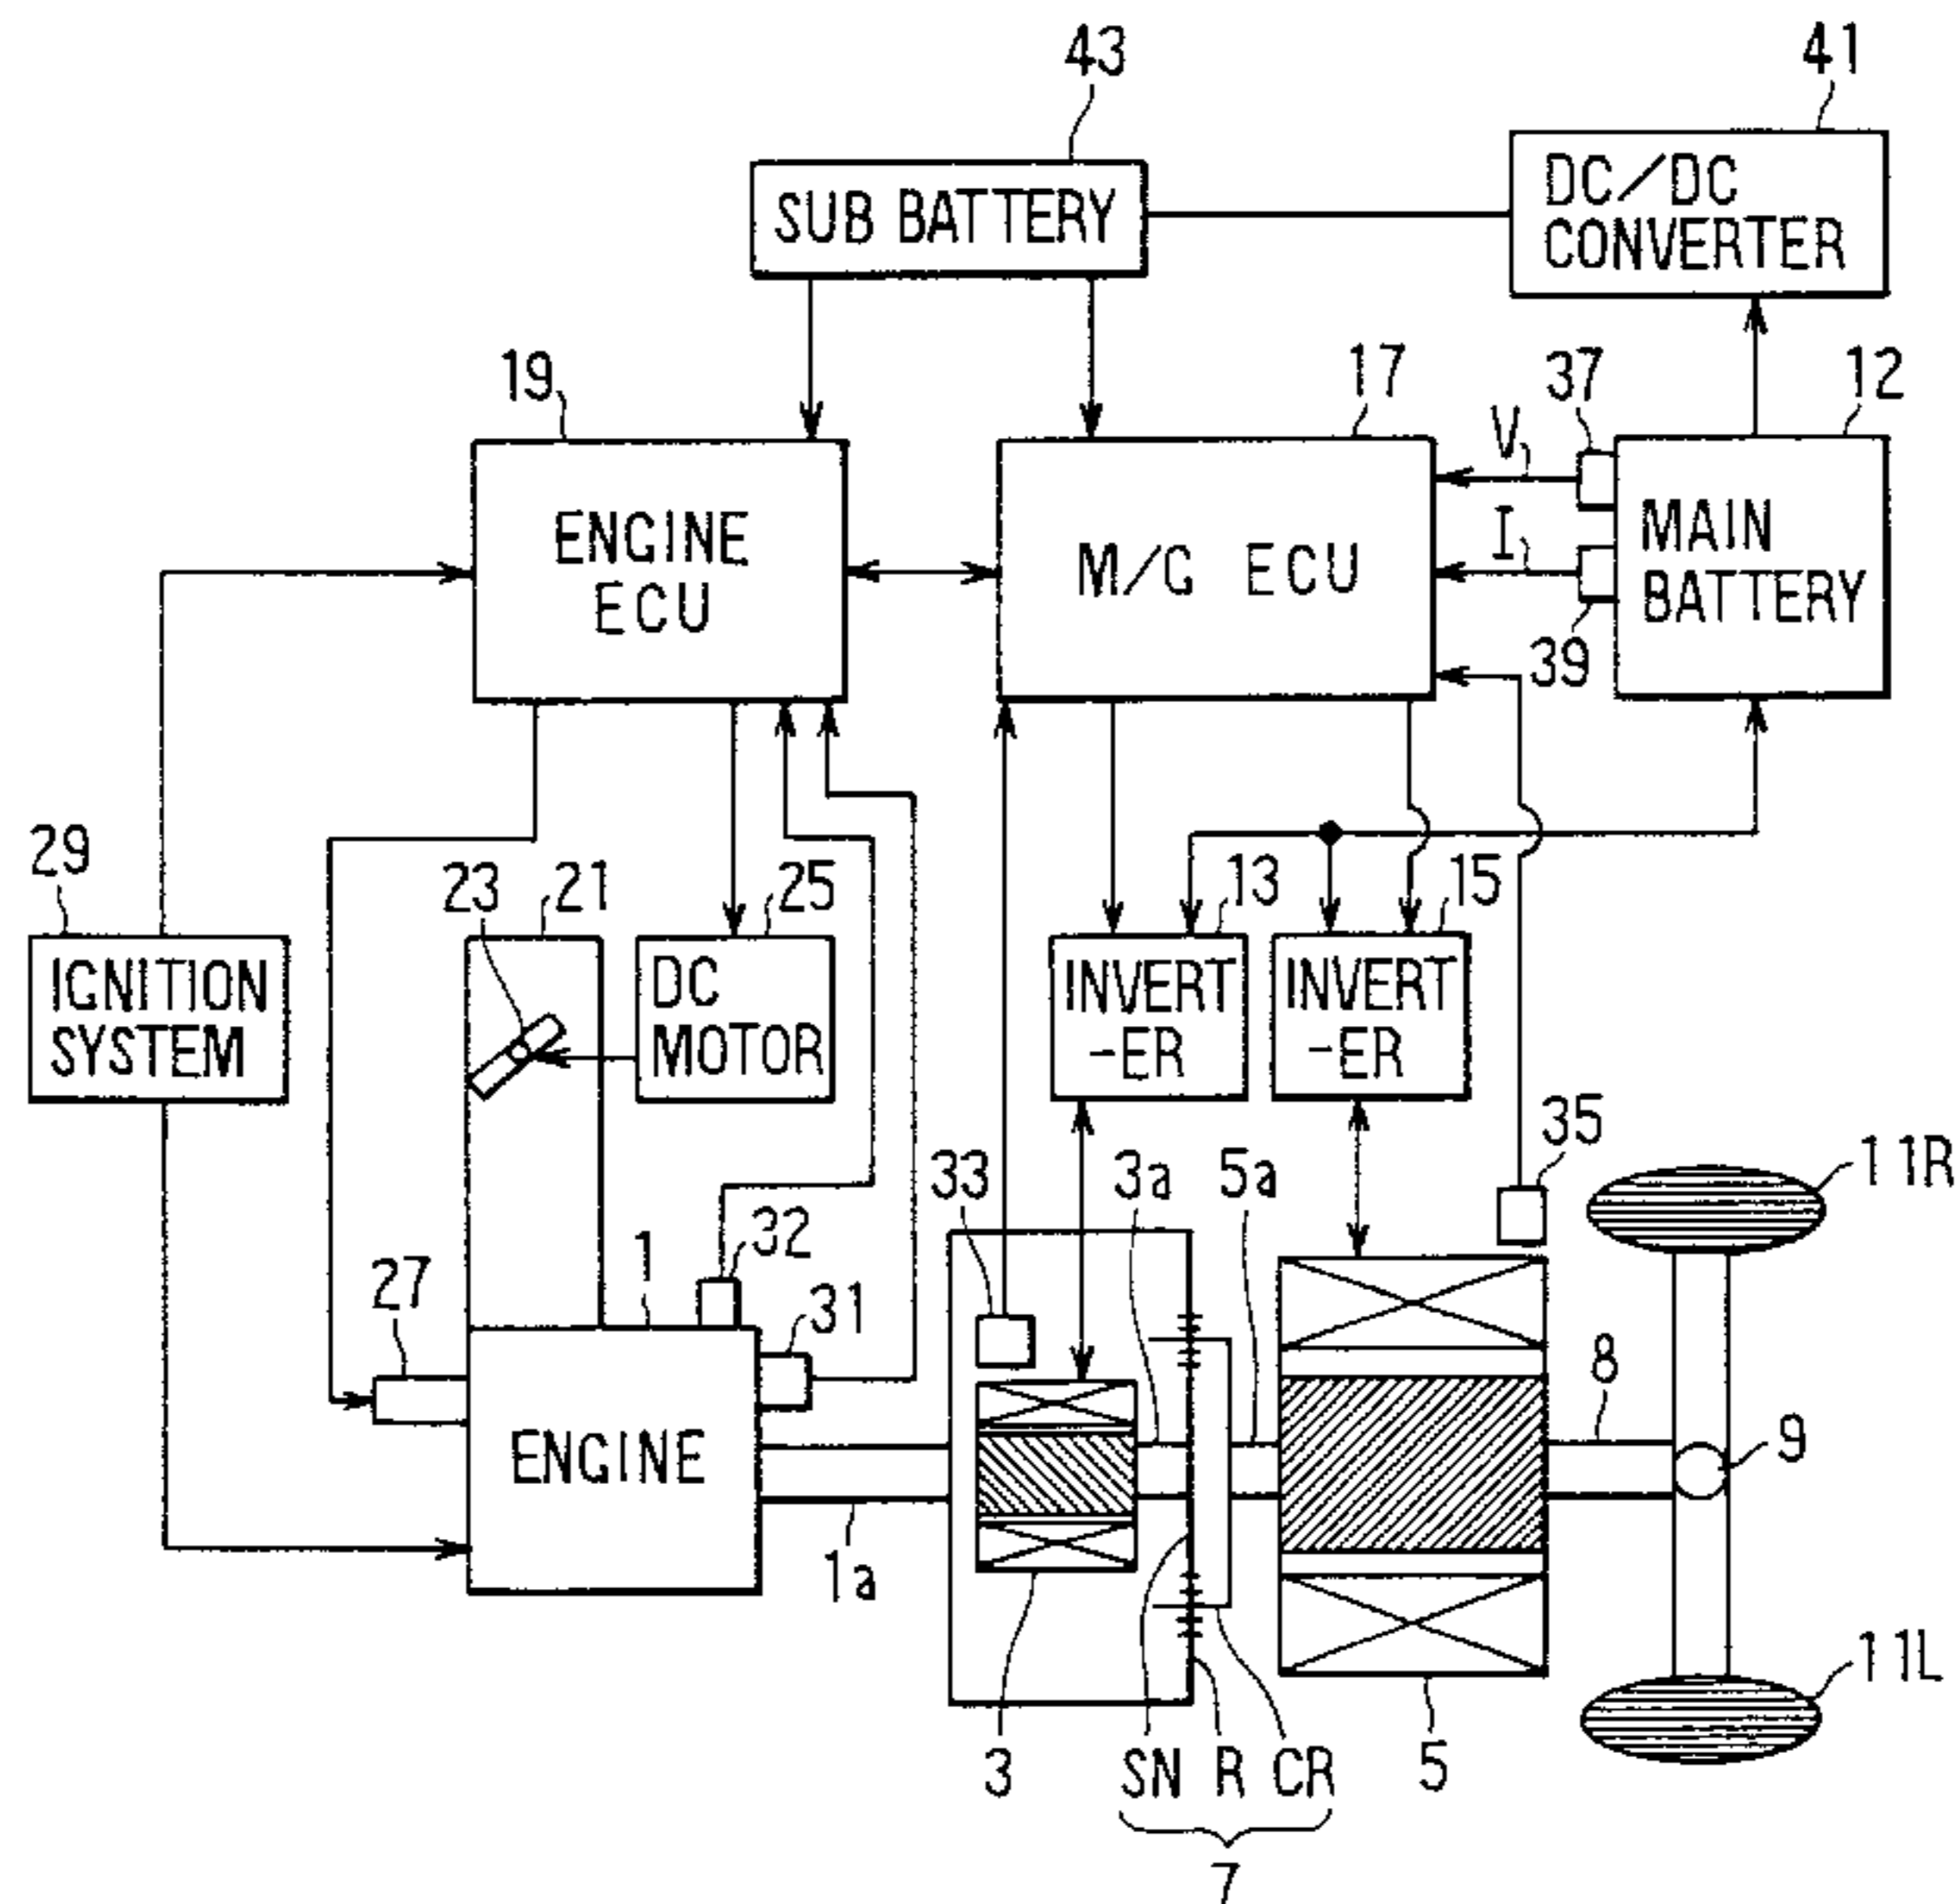 43
41
SUB BATTERY
DC/DC
CONVERTER
19
17
37
12
V
I
ENGINE
ECU
M/G ECU
MAIN
BATTERY
39
29
23
21
25
13
15
IGNITION
SYSTEM
DC
MOTOR
INVERT
-ER
INVERT
-ER
35
33
3a
5a
11R
1
32
27
31
8
9
ENGINE
1a
11L
3
SN R CR
5
7